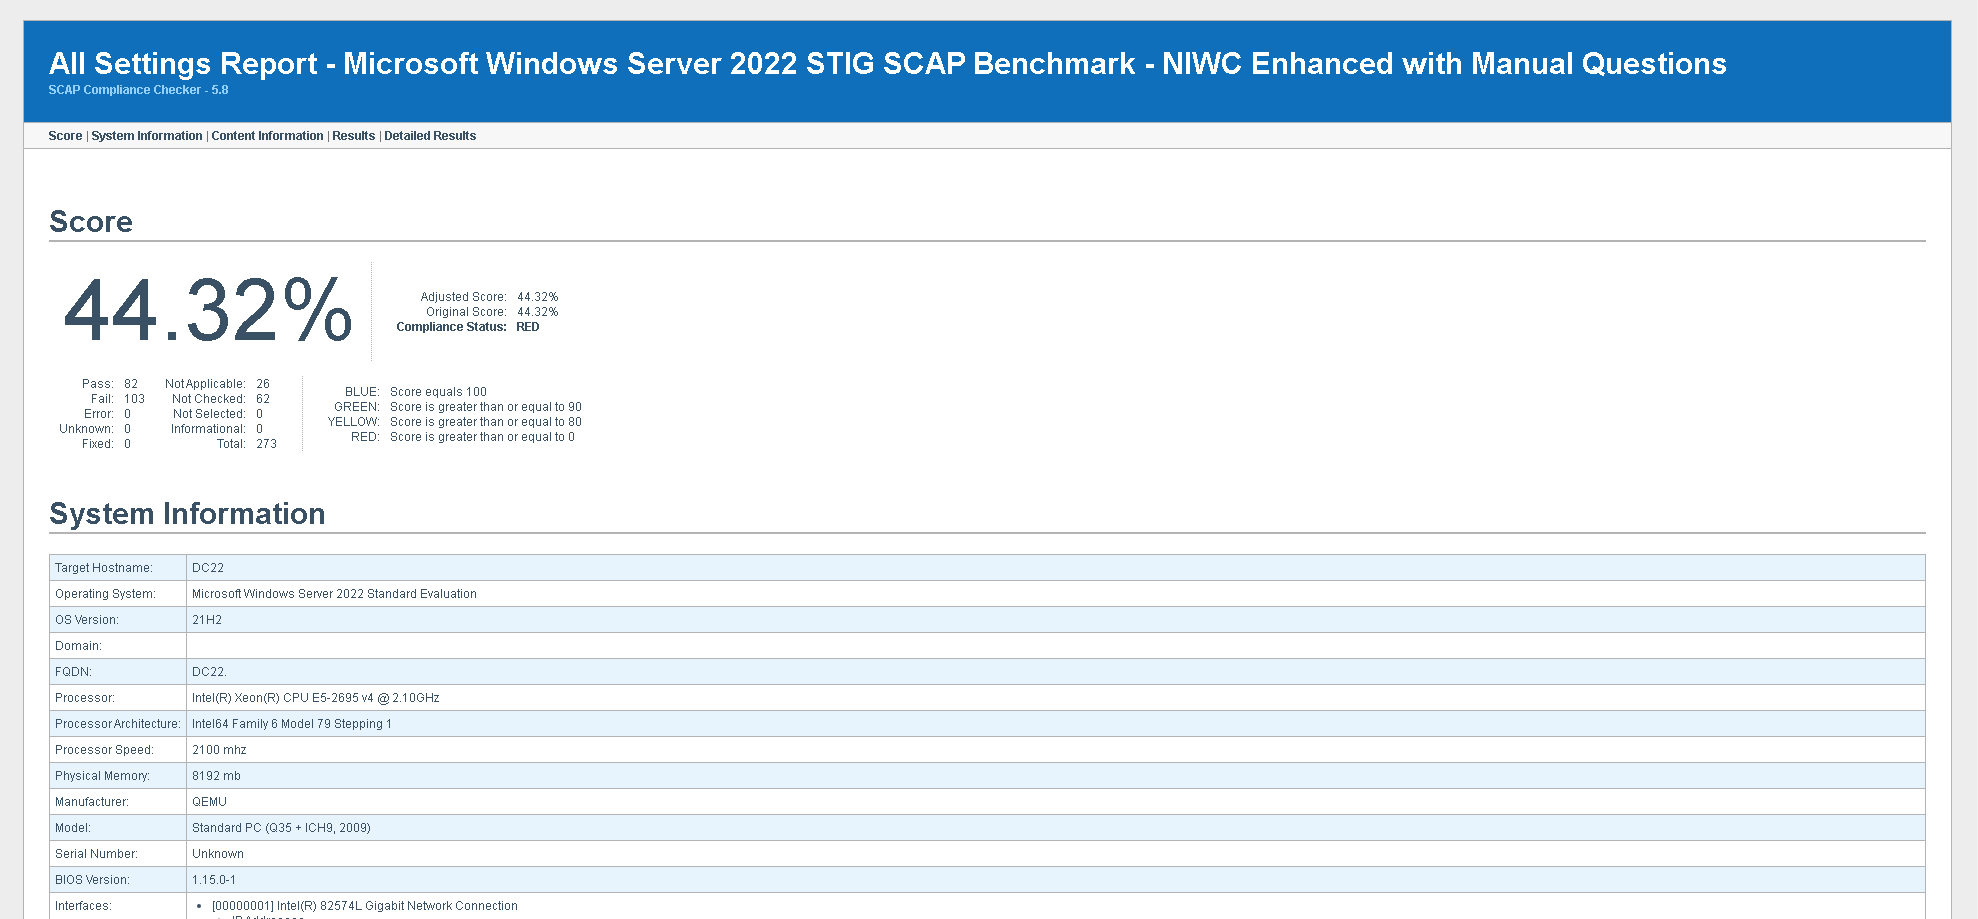 All Settings Report - Microsoft Windows Server 2022 STIG SCAP Benchmark - NIWC Enhanced with Manual Questions
SCAP Compliance Checker - 5.8
Score | System Information | Content Information | Results | Detailed Results
Score
44.32%
Adjusted Score: 44.32%
Original Score: 44.32%
Compliance Status: RED
Pass: 82 Not Applicable: 26
Fail: 103 Not Checked: 62
Error: 0 Not Selected: 0
Unknown: 0 Informational: 0
Fixed: 0 Total: 273
BLUE: Score equals 100
GREEN: Score is greater than or equal to 90
YELLOW: Score is greater than or equal to 80
RED: Score is greater than or equal to 0
System Information
Target Hostname: DC22
Operating System: Microsoft Windows Server 2022 Standard Evaluation
OS Version: 21H2
Domain:
FQDN: DC22.
Processor: Intel(R) Xeon(R) CPU E5-2695 v4 @ 2.10GHz
Processor Architecture: Intel64 Family 6 Model 79 Stepping 1
Processor Speed: 2100 mhz
Physical Memory: 8192 mb
Manufacturer: QEMU
Model: Standard PC (Q35 + ICH9, 2009)
Serial Number: Unknown
BIOS Version: 1.15.0-1
Interfaces: • [00000001] Intel(R) 82574L Gigabit Network Connection